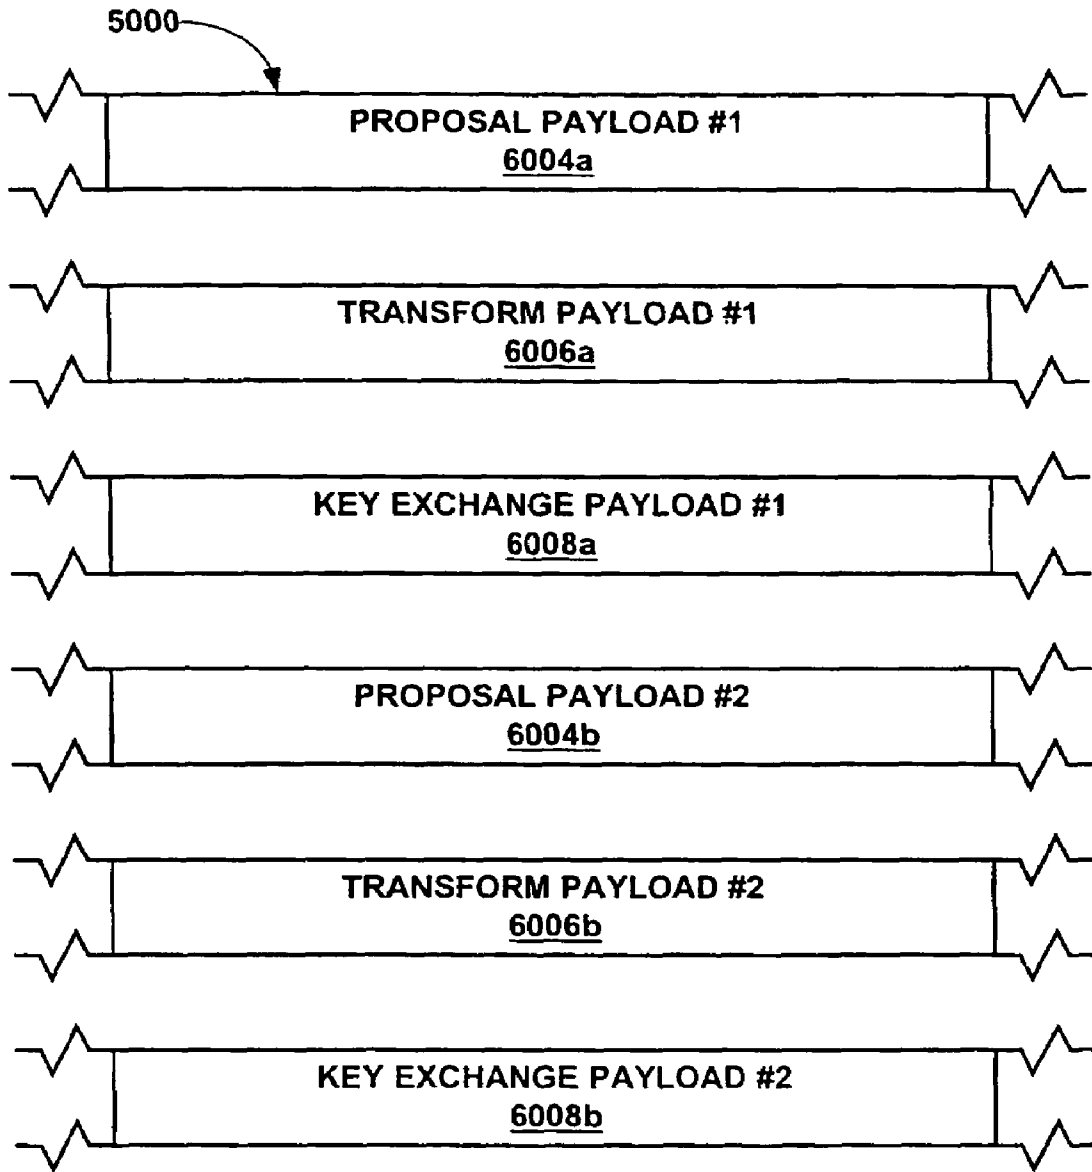 5000
PROPOSAL PAYLOAD #1
6004a
TRANSFORM PAYLOAD #1
6006a
KEY EXCHANGE PAYLOAD #1
6008a
PROPOSAL PAYLOAD #2
6004b
TRANSFORM PAYLOAD #2
6006b
KEY EXCHANGE PAYLOAD #2
6008b